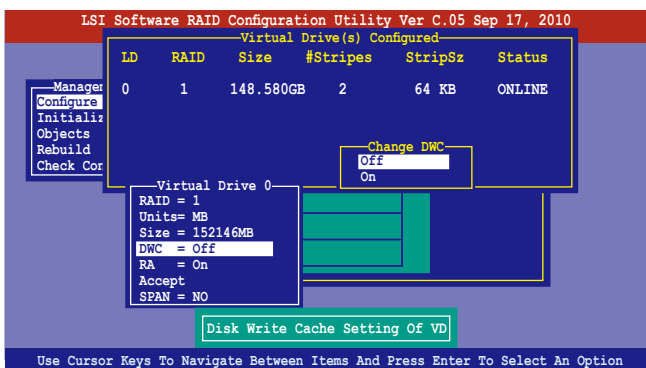 LSI Software RAID Configuration Utility Ver C.05 Sep 17, 2010
Virtual Drive(s) Configured
LD RAID Size #Stripes StripSz Status
0 1 148.580GB 2 64 KB ONLINE
Manage
Configure
Initializ
Objects
Rebuild
Check Con
Change DWC
Off
On
Virtual Drive 0
RAID = 1
Units= MB
Size = 152146MB
DWC = Off
RA = On
Accept
SPAN = NO
Disk Write Cache Setting Of VD
Use Cursor Keys To Navigate Between Items And Press Enter To Select An Option